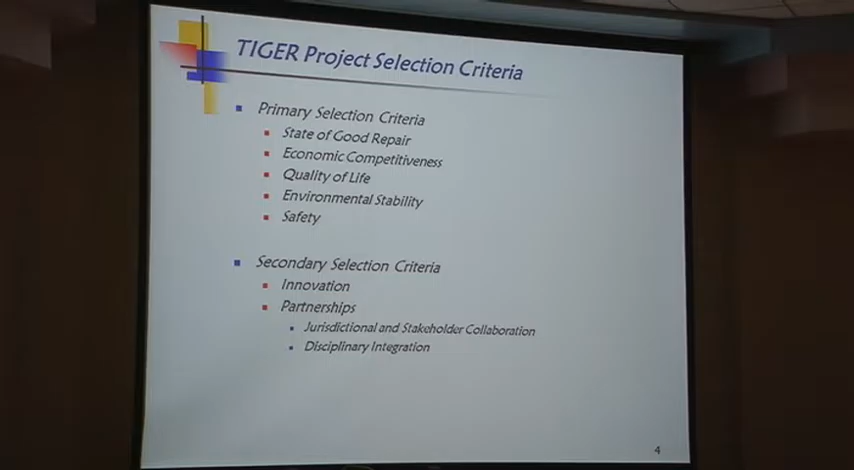 TIGER Project Selection Criteria
Primary Selection Criteria
State of Good Repair
Economic Competitiveness
Quality of Life
Environmental Stability
Safety
Secondary Selection Criteria
Innovation
Partnerships
Jurisdictional and Stakeholder Collaboration
Disciplinary Integration
4